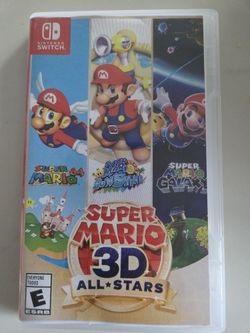 NINTENDO
SWITCH
SUPER
MARIO 64
SUPER MARIO
SUNSHINE
SUPER MARIO
GALAXY
SUPER MARIO
3D
ALL★STARS
EVERYONE
E
ESRB